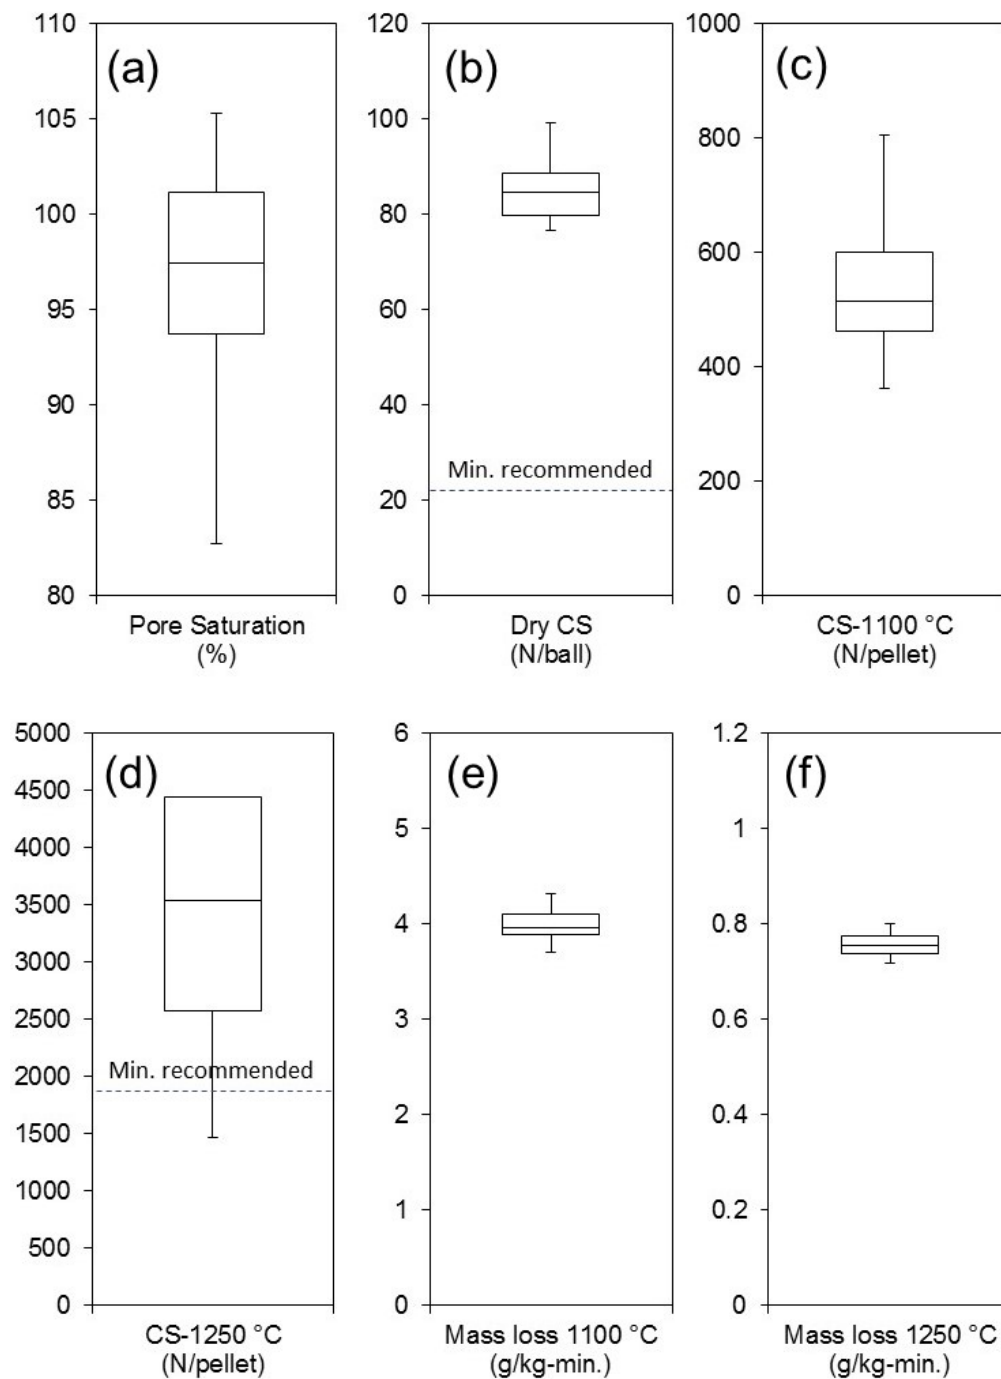 (a)
110
105
100
95
90
85
80
Pore Saturation
(%)
(b)
120
100
80
60
40
20
0
Min. recommended
Dry CS
(N/ball)
(c)
1000
800
600
400
200
0
CS-1100 °C
(N/pellet)
(d)
5000
4500
4000
3500
3000
2500
2000
1500
1000
500
0
Min. recommended
CS-1250 °C
(N/pellet)
(e)
6
5
4
3
2
1
0
Mass loss 1100 °C
(g/kg-min.)
(f)
1.2
1
0.8
0.6
0.4
0.2
0
Mass loss 1250 °C
(g/kg-min.)